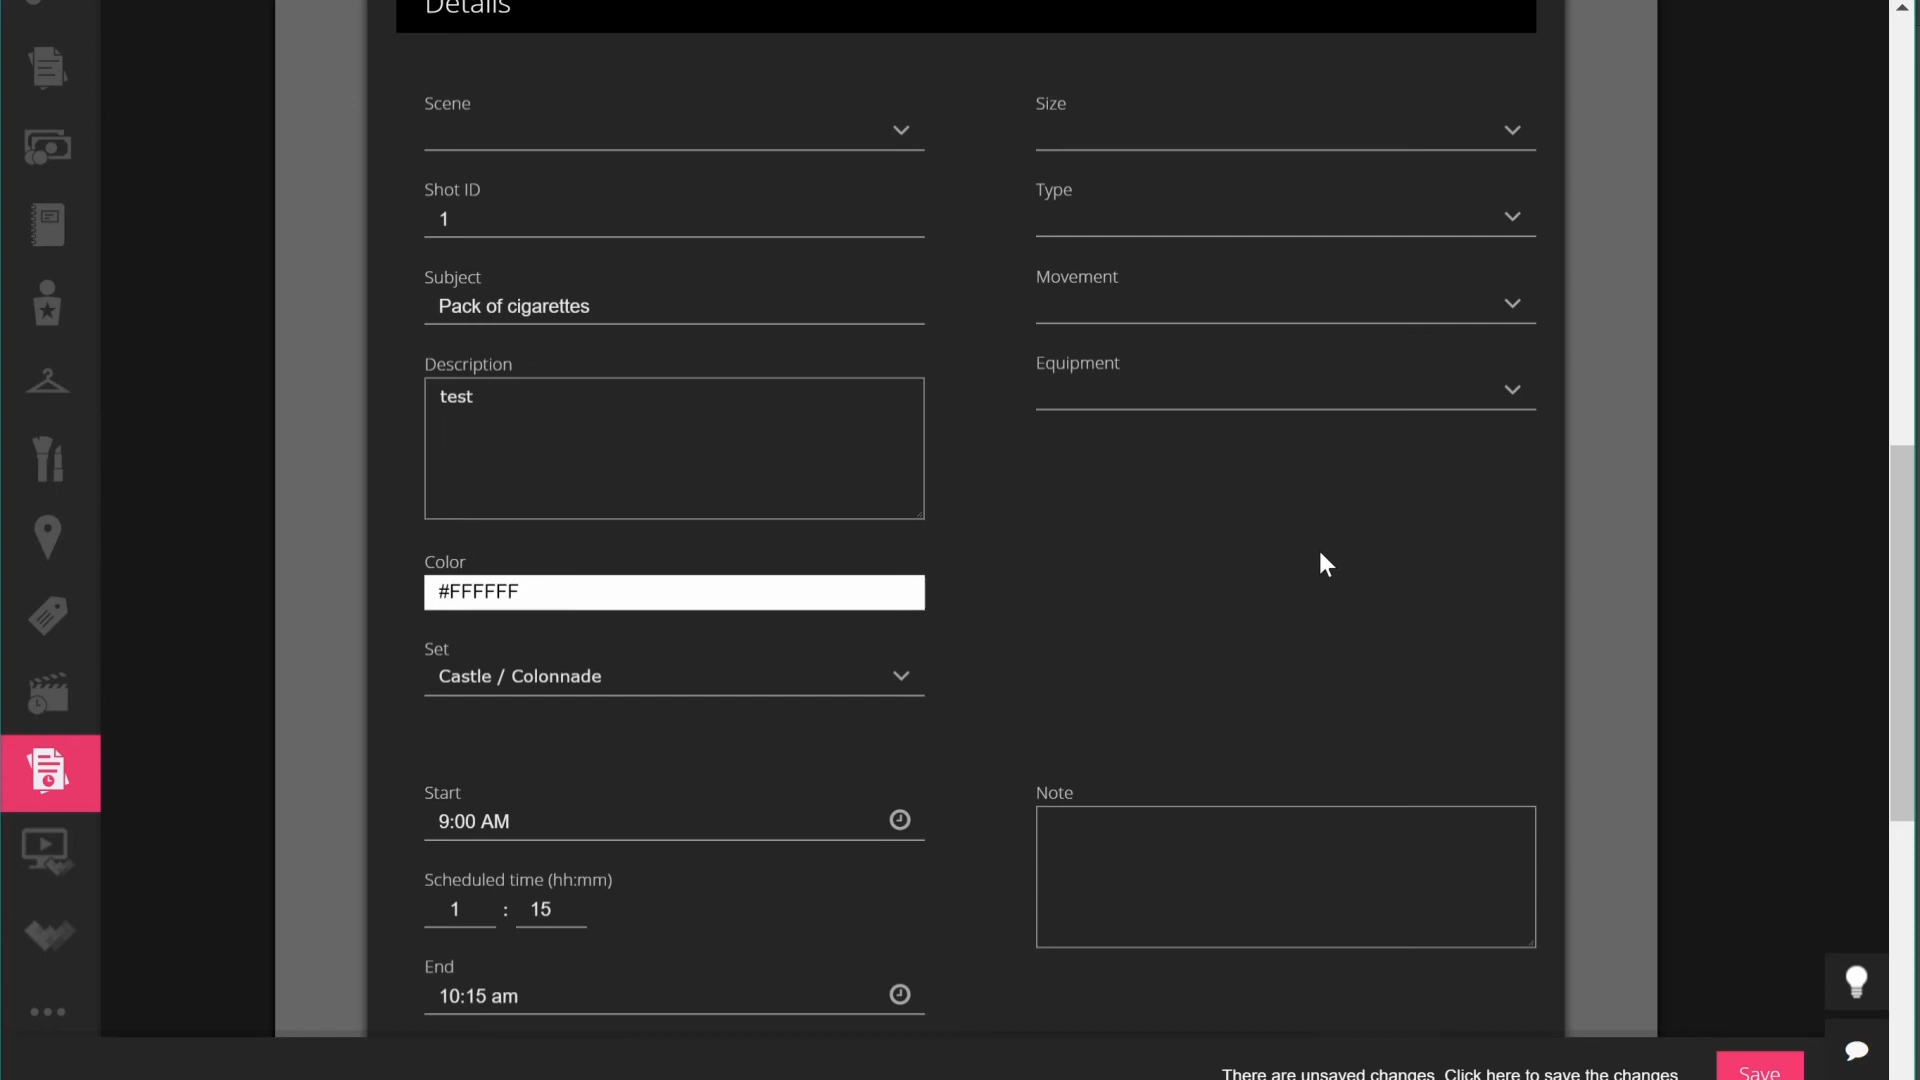 Details
Scene
Size
Shot ID
1
Type
Subject
Pack of cigarettes
Movement
Description
test
Equipment
Color
#FFFFFF
Set
Castle / Colonnade
Start
9:00 AM
Note
Scheduled time (hh:mm)
1 : 15
End
10:15 am
There are unsaved changes. Click here to save the changes
Save